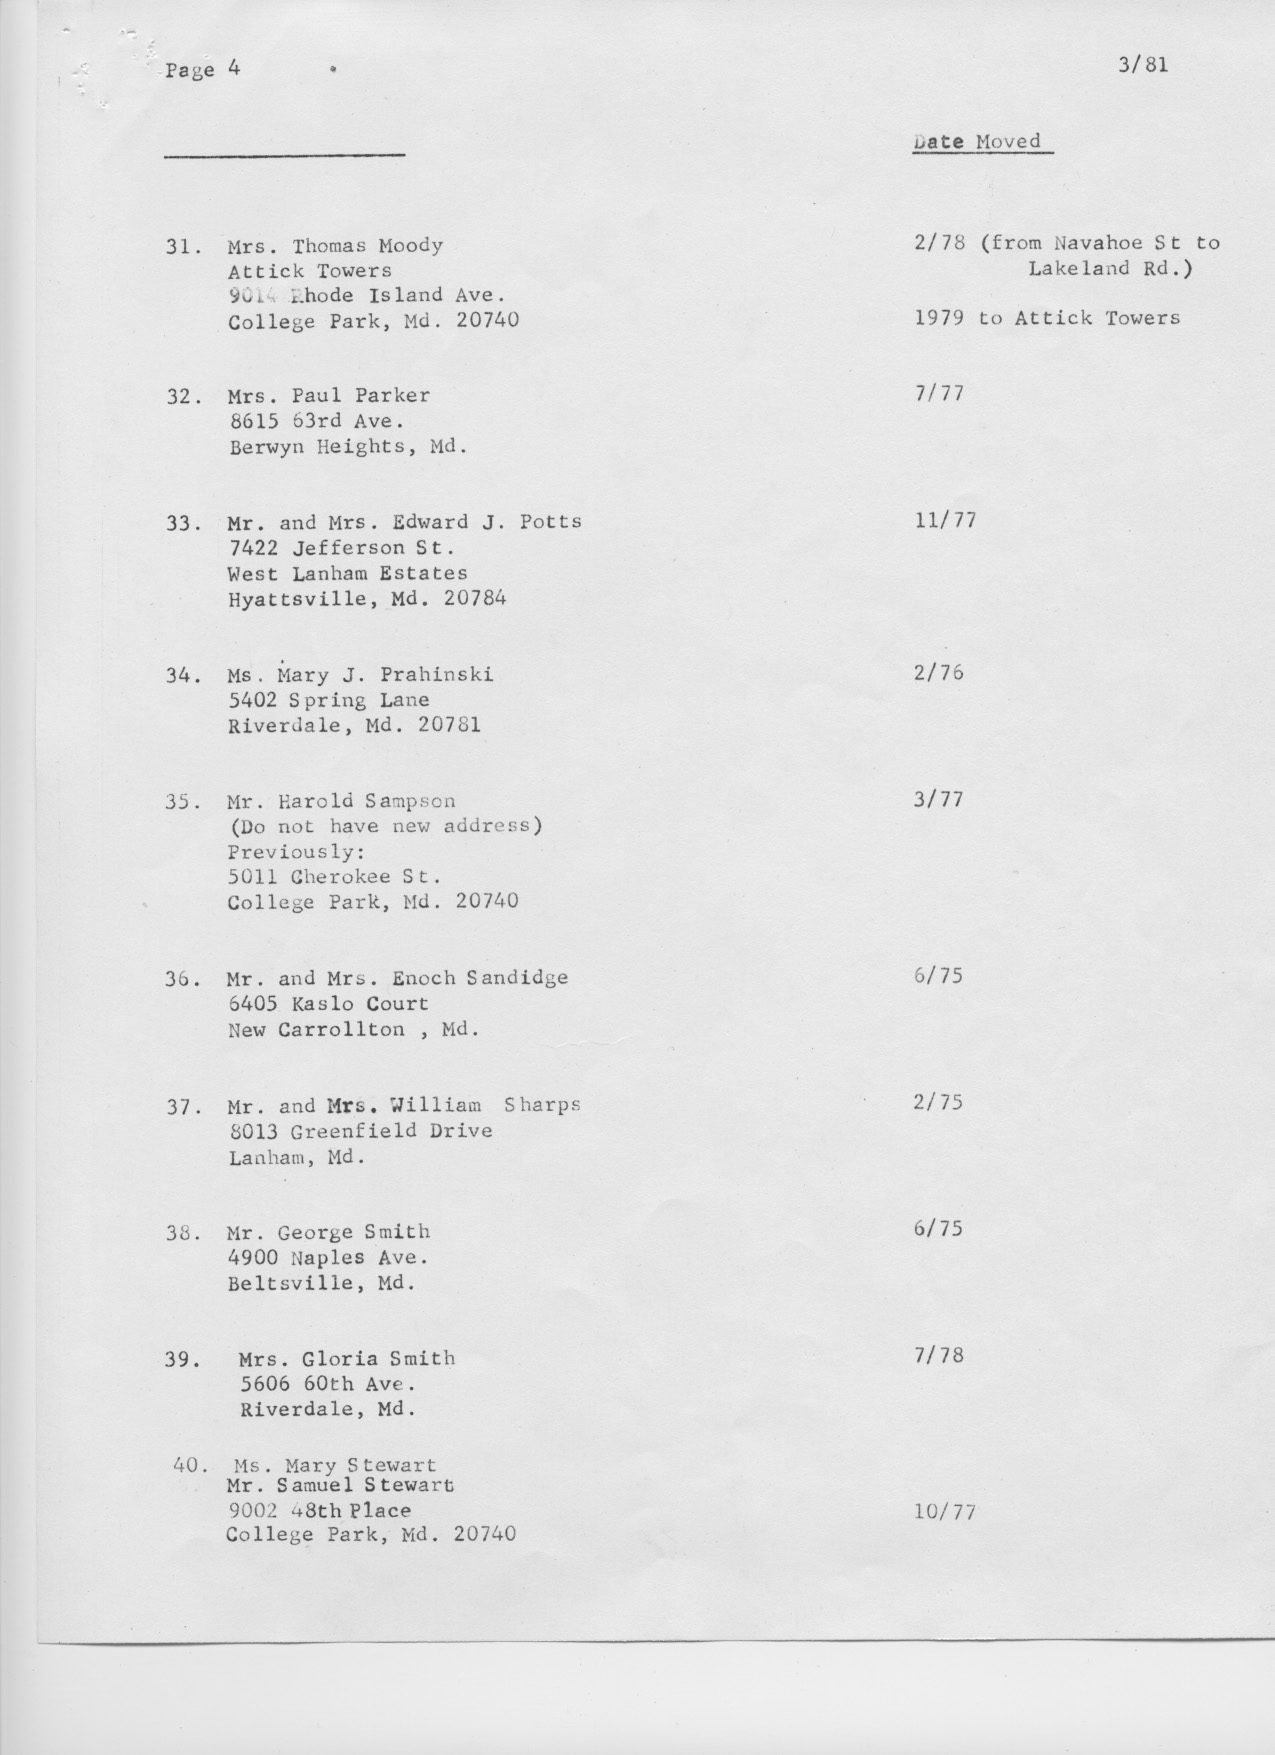 Page 4 3/81
Date Moved
31. Mrs. Thomas Moody 2/78 (from Navahoe St to
Attick Towers Lakeland Rd.)
9014 Rhode Island Ave.
College Park, Md. 20740 1979 to Attick Towers
32. Mrs. Paul Parker 7/77
8615 63rd Ave.
Berwyn Heights, Md.
33. Mr. and Mrs. Edward J. Potts 11/77
7422 Jefferson St.
West Lanham Estates
Hyattsville, Md. 20784
34. Ms. Mary J. Prahinski 2/76
5402 Spring Lane
Riverdale, Md. 20781
35. Mr. Harold Sampson 3/77
(Do not have new address)
Previously:
5011 Cherokee St.
College Park, Md. 20740
36. Mr. and Mrs. Enoch Sandidge 6/75
6405 Kaslo Court
New Carrollton , Md.
37. Mr. and Mrs. William Sharps 2/75
8013 Greenfield Drive
Lanham, Md.
38. Mr. George Smith 6/75
4900 Naples Ave.
Beltsville, Md.
39. Mrs. Gloria Smith 7/78
5606 60th Ave.
Riverdale, Md.
40. Ms. Mary Stewart
Mr. Samuel Stewart
9002 48th Place 10/77
College Park, Md. 20740